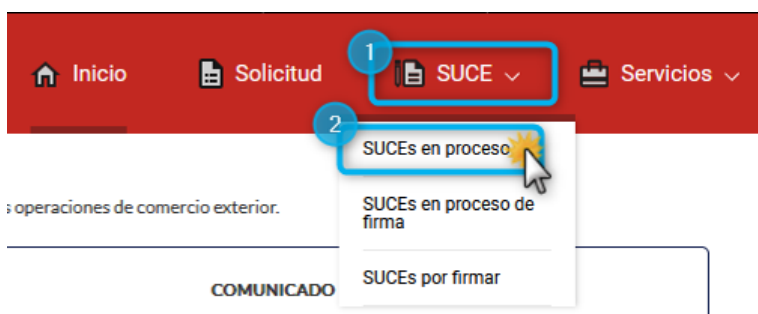 Inicio
Solicitud
1
SUCE
Servicios
2
SUCEs en proceso
s operaciones de comercio exterior.
SUCEs en proceso de
firma
COMUNICADO
SUCEs por firmar